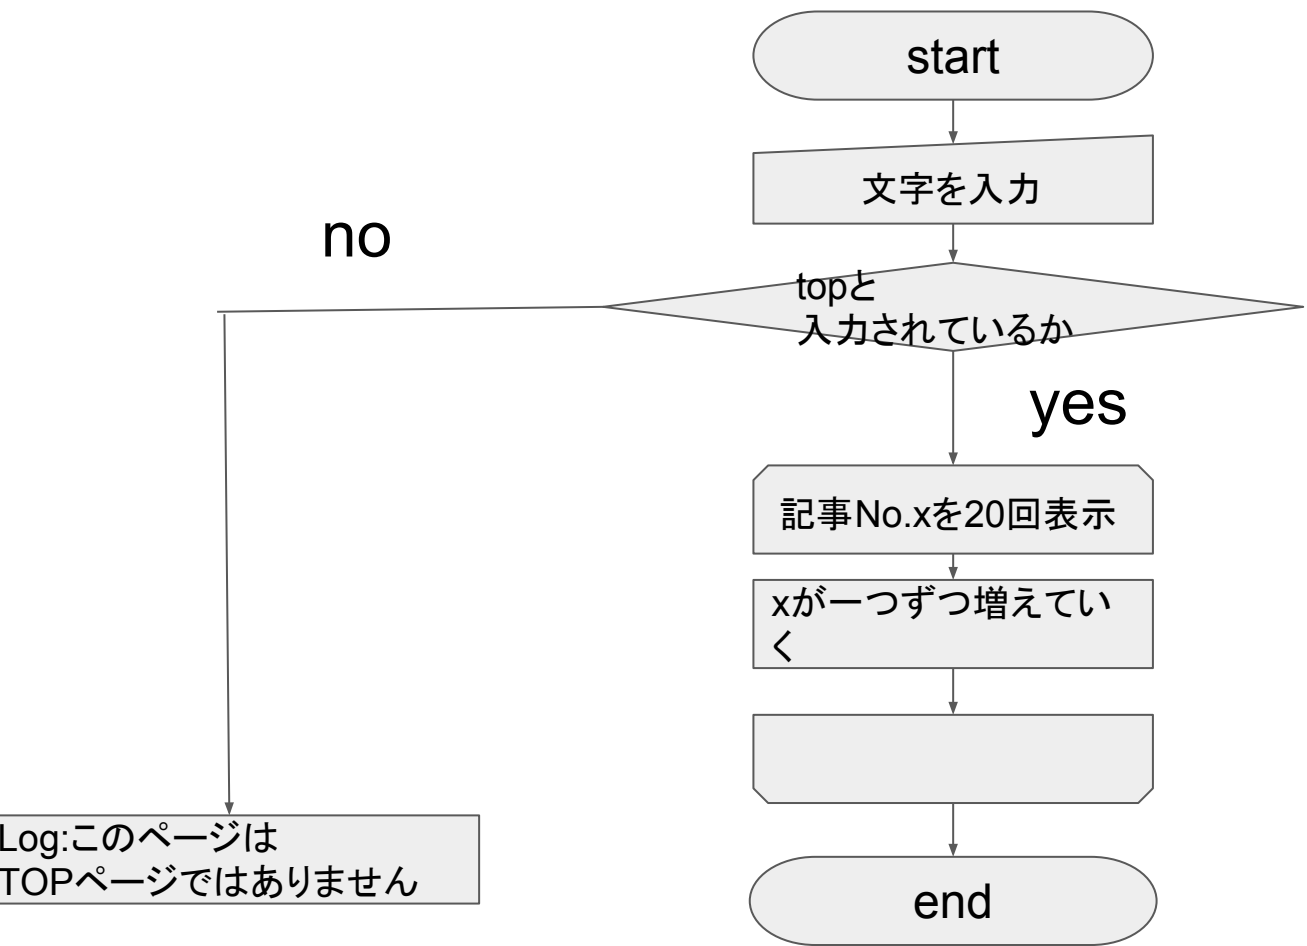 start
文字を入力
no
topと
入力されているか
yes
記事No.xを20回表示
xが一つずつ増えてい
く
Log:このページは
TOPページではありません
end